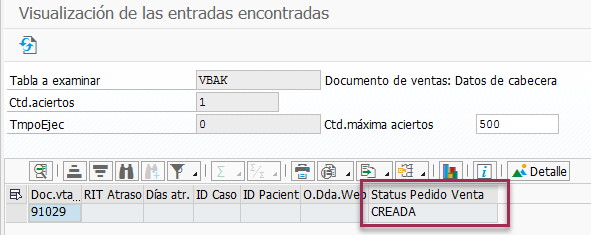 Visualización de las entradas encontradas
Tabla a examinar VBAK Documento de ventas: Datos de cabecera
Ctd.aciertos 1
TmpoEjec 0 Ctd.máxima aciertos 500
Detalle
Doc.vta. RIT Atraso Días atr. ID Caso ID Pacient O.Dda.Web Status Pedido Venta
91029 CREADA